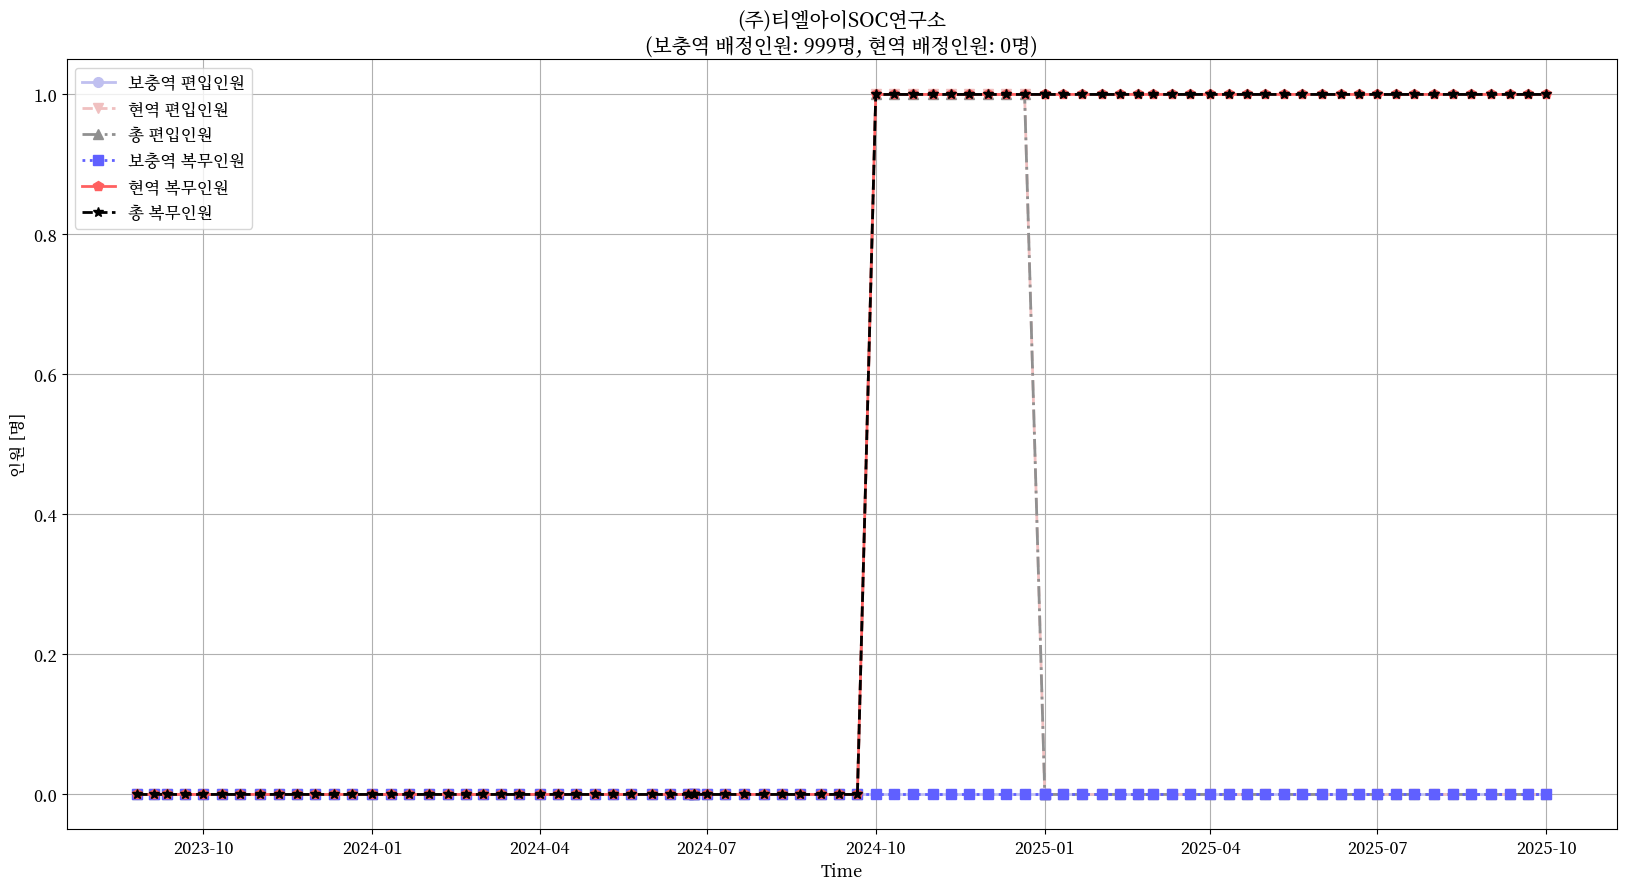 (주)티엘아이SOC연구소
(보충역 배정인원: 999명, 현역 배정인원: 0명)
보충역 편입인원
현역 편입인원
총 편입인원
보충역 복무인원
현역 복무인원
총 복무인원
1.0
0.8
0.6
0.4
0.2
0.0
인원 [명]
2023-10
2024-01
2024-04
2024-07
2024-10
2025-01
2025-04
2025-07
2025-10
Time